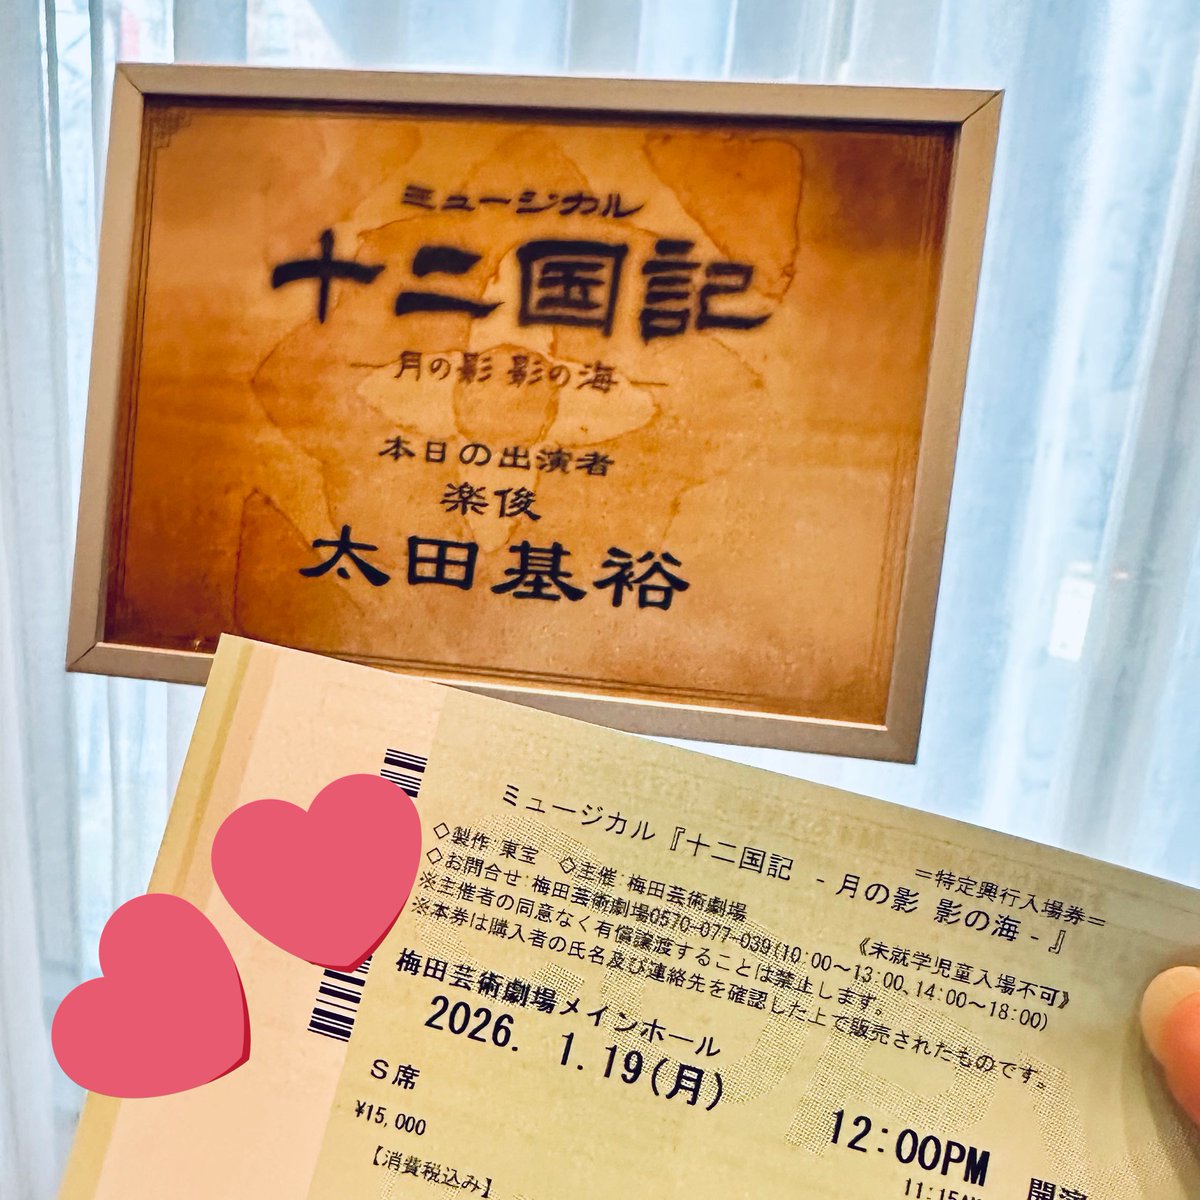 ミュージカル
十二国記
―月の影 影の海―
本日の出演者
楽俊
太田基裕
=特定興行入場券=
ミュージカル『十二国記 - 月の影 影の海 - 』
《未就学児童入場不可》
◇製作:東宝 ◇主催:梅田芸術劇場
◇お問合せ:梅田芸術劇場0570-077-039(10:00~13:00、14:00~18:00)
※主催者の同意なく有償譲渡することは禁止します。
※本券は購入者の氏名及び連絡先を確認した上で販売されたものです。
梅田芸術劇場メインホール
2026. 1.19(月)
12:00PM 開演
11:15A
S席
¥15,000
【消費税込み】